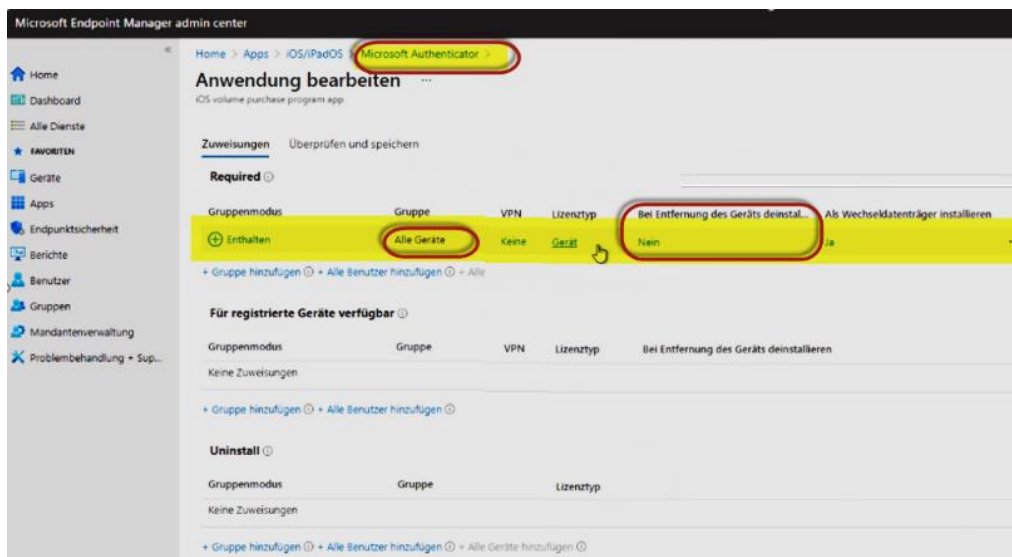 Microsoft Endpoint Manager admin center
«
Home > Apps > iOS/iPadOS > Microsoft Authenticator >
Anwendung bearbeiten ...
iOS volume purchase program app
Home
Dashboard
Alle Dienste
FAVORITEN
Geräte
Apps
Endpunktsicherheit
Berichte
Benutzer
Gruppen
Mandantenverwaltung
Problembehandlung + Sup...
Zuweisungen Überprüfen und speichern
Required
Gruppenmodus Gruppe VPN Lizenztyp Bei Entfernung des Geräts deinstal... Als Wechseldatenträger installieren
Enthalten Alle Geräte Keine Gerät Nein Ja
+ Gruppe hinzufügen + Alle Benutzer hinzufügen + Alle
Für registrierte Geräte verfügbar
Gruppenmodus Gruppe VPN Lizenztyp Bei Entfernung des Geräts deinstallieren
Keine Zuweisungen
+ Gruppe hinzufügen + Alle Benutzer hinzufügen
Uninstall
Gruppenmodus Gruppe Lizenztyp
Keine Zuweisungen
+ Gruppe hinzufügen + Alle Benutzer hinzufügen + Alle Geräte hinzufügen